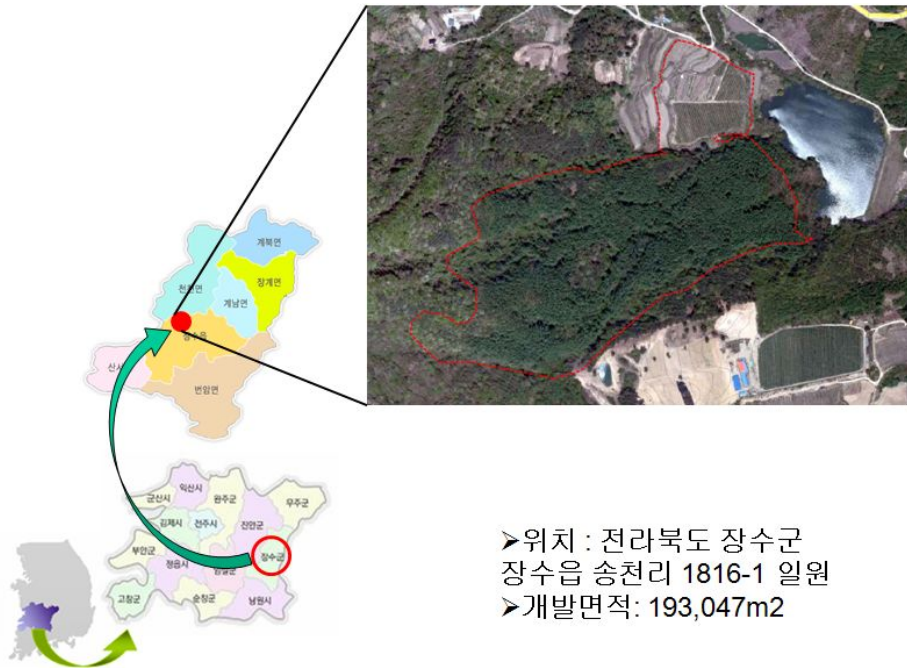 계북면
천천면
장계면
계남면
장수읍
산서
번암면
익산시
군산시
완주군
무주군
김제시
전주시
진안군
부안군
장수군
정읍시
임실군
고창군
순창군
남원시
➤위치 : 전라북도 장수군
장수읍 송천리 1816-1 일원
➤개발면적: 193,047m2